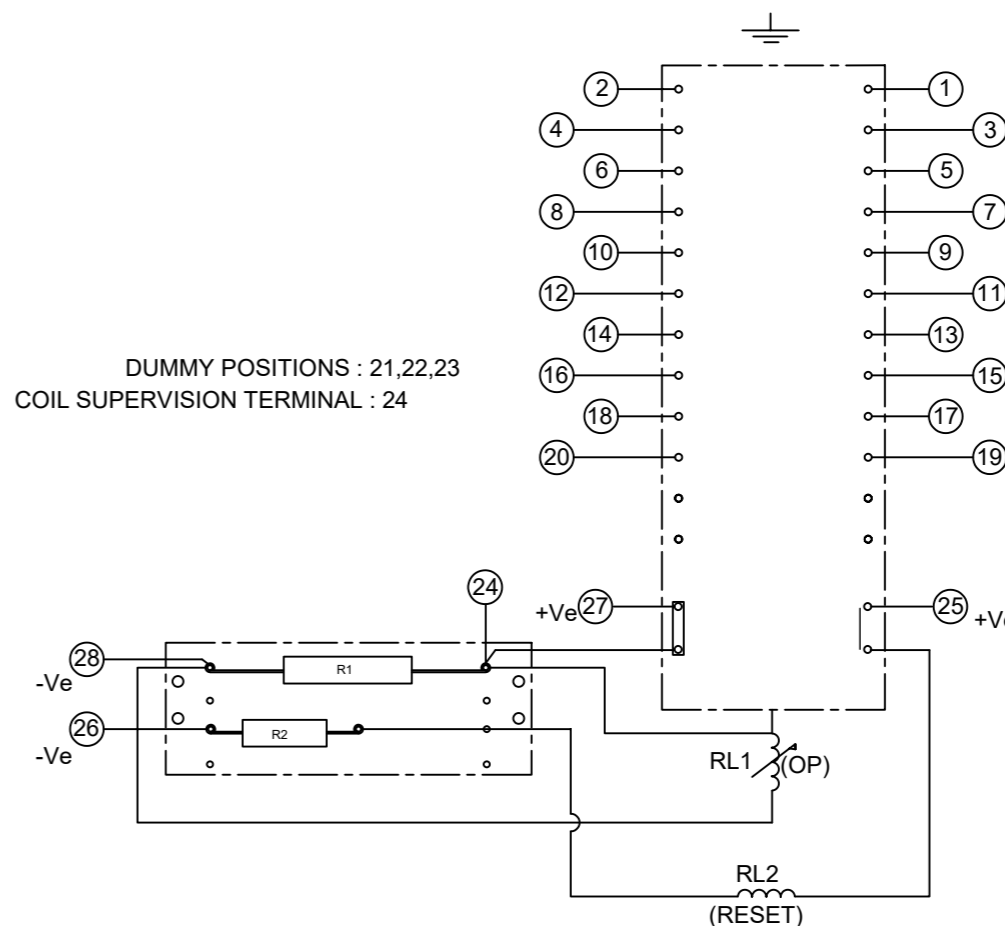 2 1
4 3
6 5
8 7
10 9
12 11
14 13
DUMMY POSITIONS : 21,22,23
16 15
COIL SUPERVISION TERMINAL : 24
18 17
20 19
24
+Ve 27 25 +Ve
28
-Ve
R1
26
-Ve
R2
RL1 (OP)
RL2
(RESET)